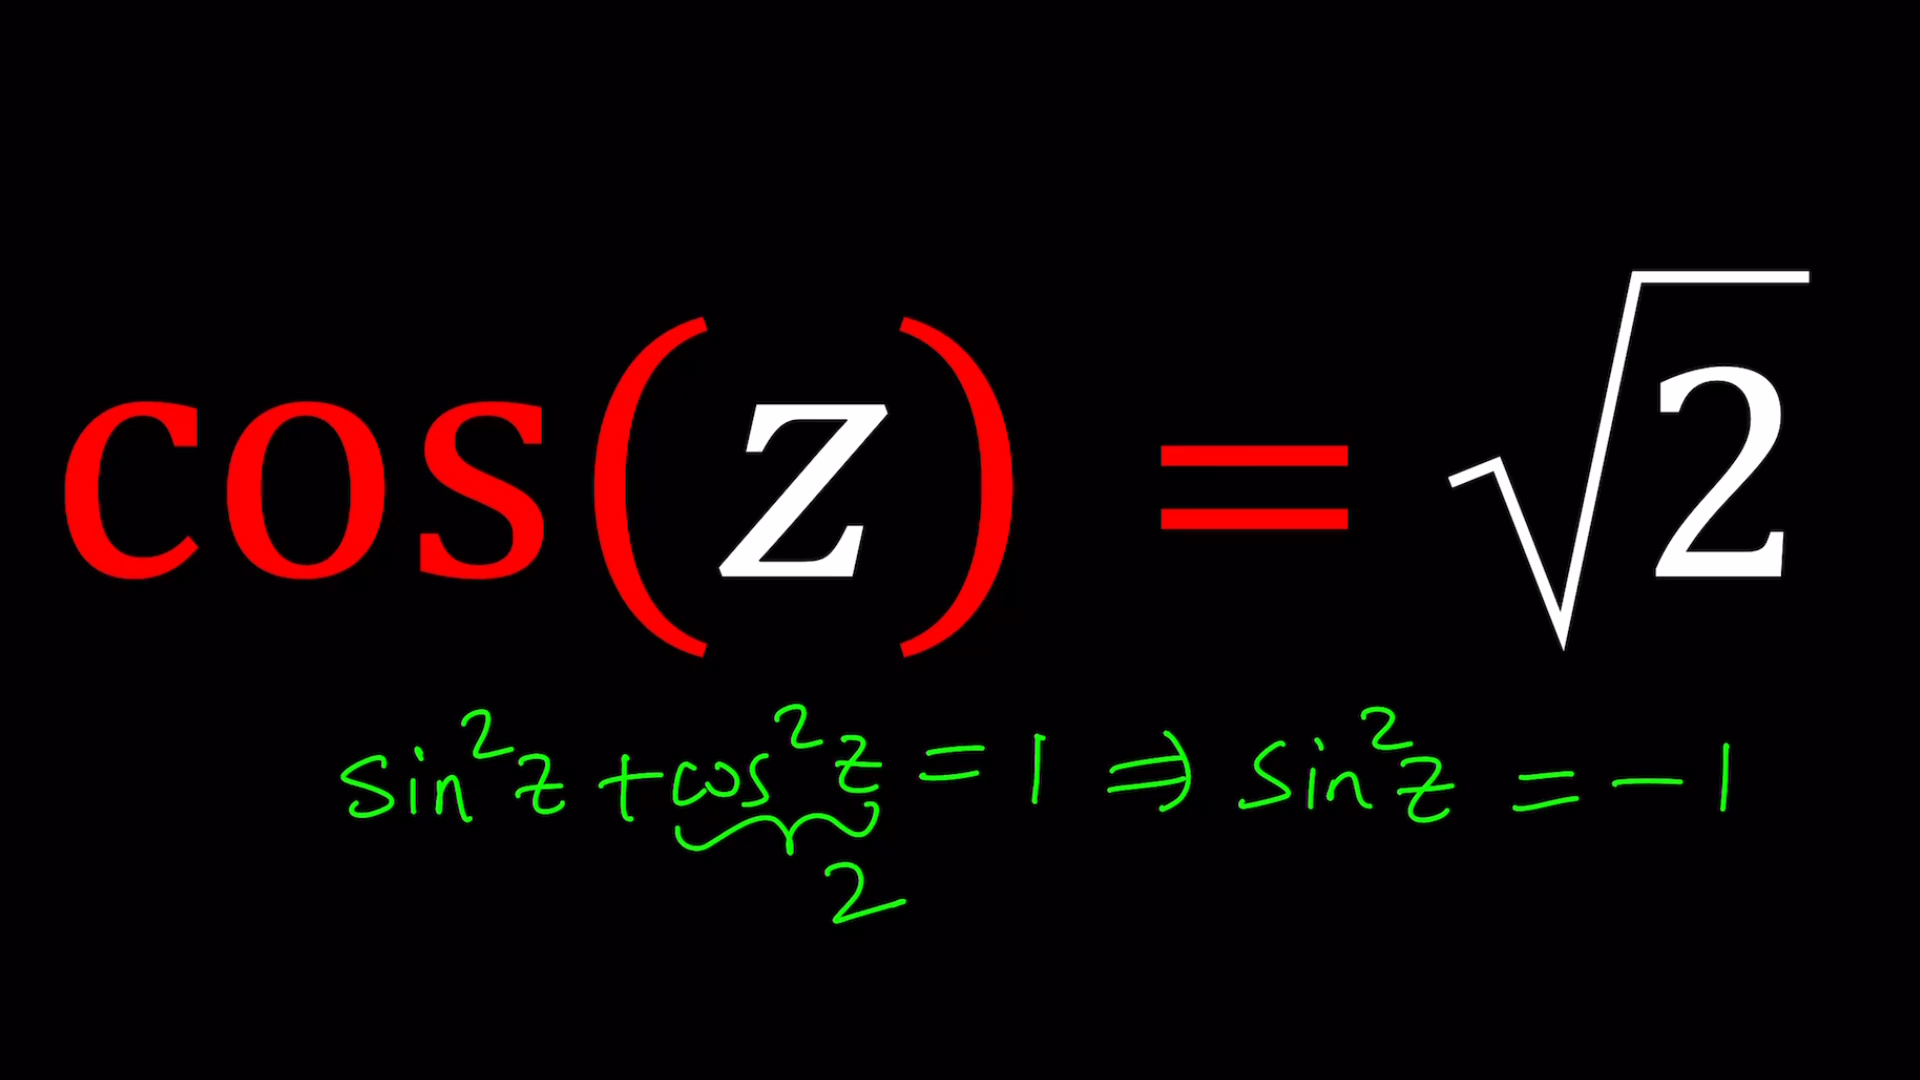 cos(z) = √2
sin²z + cos²z = 1 ⇒ sin²z = -1
2